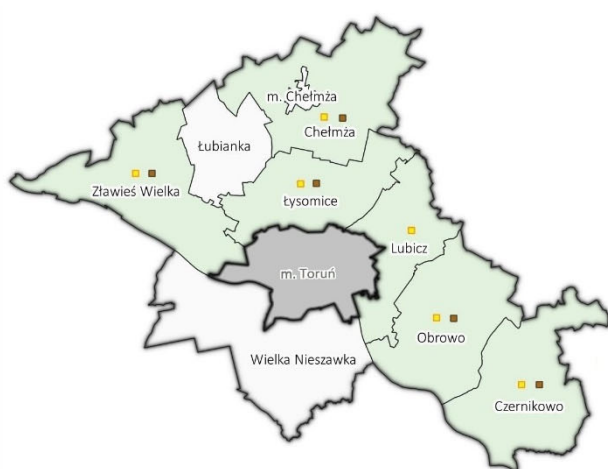 m. Chełmża
Chełmża
Łubianka
Zławieś Wielka
Łysomice
Lubicz
m. Toruń
Obrowo
Wielka Nieszawka
Czernikowo